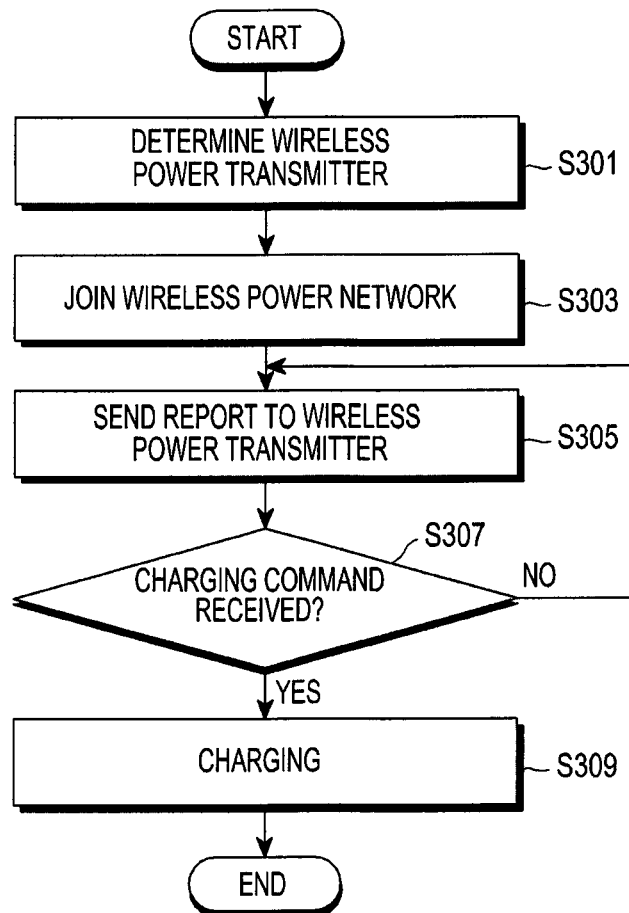 START
DETERMINE WIRELESS
POWER TRANSMITTER
S301
JOIN WIRELESS POWER NETWORK
S303
SEND REPORT TO WIRELESS
POWER TRANSMITTER
S305
S307
CHARGING COMMAND
RECEIVED?
NO
YES
CHARGING
S309
END